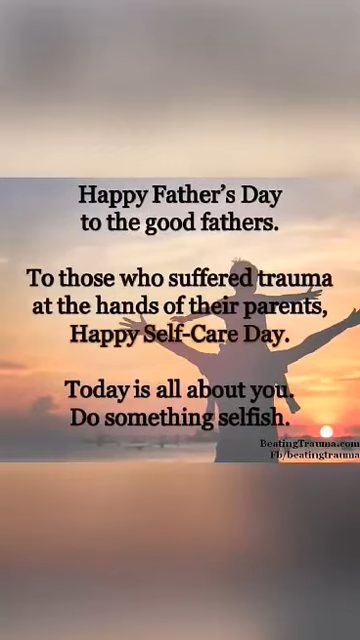 Happy Father's Day
to the good fathers.
To those who suffered trauma
at the hands of their parents,
Happy Self-Care Day.
Today is all about you.
Do something selfish.
BeatingTrauma.com
Fb/beatingtrauma